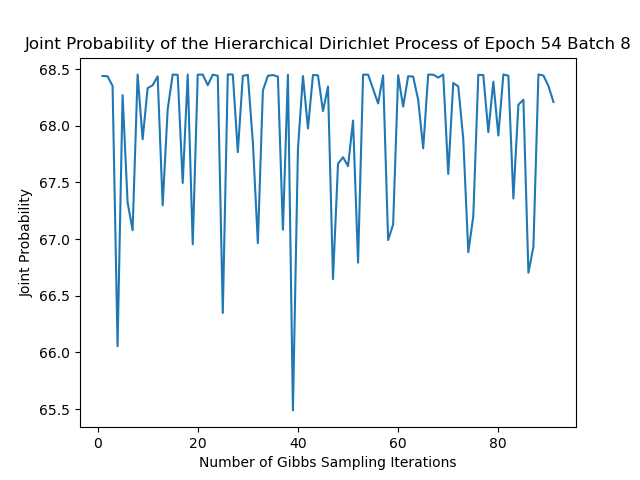 Joint Probability of the Hierarchical Dirichlet Process of Epoch 54 Batch 8
68.5
68.0
67.5
67.0
66.5
66.0
65.5
Joint Probability
0 20 40 60 80
Number of Gibbs Sampling Iterations